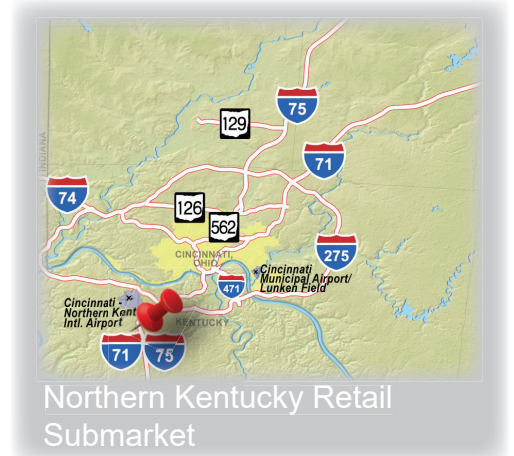 75
129
71
INDIANA
74
126
562
CINCINNATI,
OHIO
275
Cincinnati
Municipal Airport/
Lunken Field
471
Cincinnati -
Northern Kent
Intl. Airport
KENTUCKY
71
75
Northern Kentucky Retail
Submarket